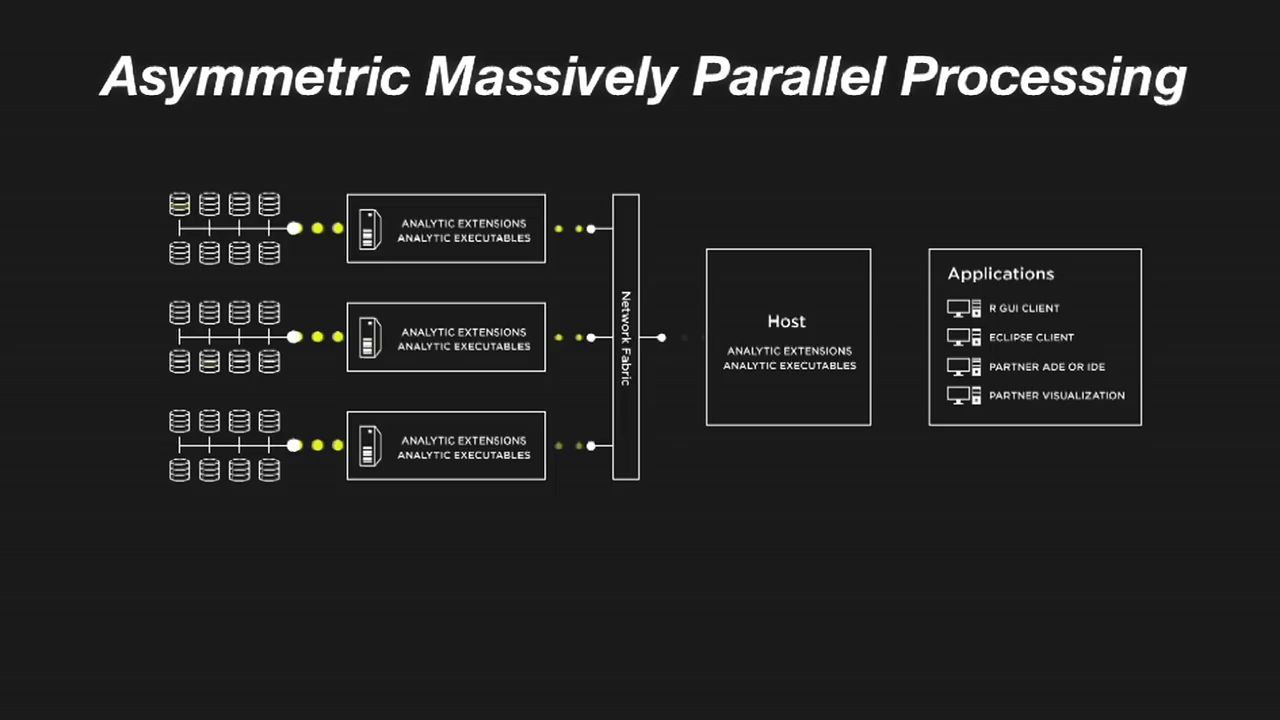 Asymmetric Massively Parallel Processing
ANALYTIC EXTENSIONS
ANALYTIC EXECUTABLES
ANALYTIC EXTENSIONS
ANALYTIC EXECUTABLES
ANALYTIC EXTENSIONS
ANALYTIC EXECUTABLES
Network Fabric
Host
ANALYTIC EXTENSIONS
ANALYTIC EXECUTABLES
Applications
R GUI CLIENT
ECLIPSE CLIENT
PARTNER ADE OR IDE
PARTNER VISUALIZATION